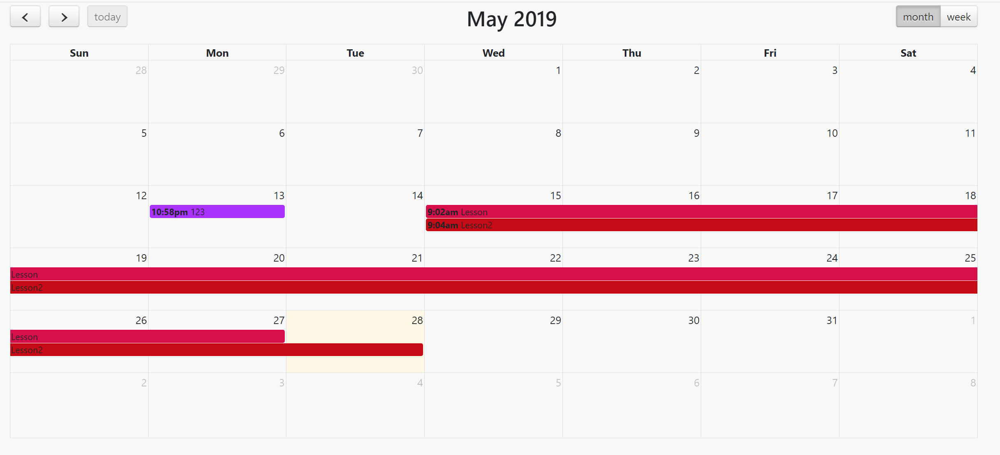 today May 2019 month week
Sun Mon Tue Wed Thu Fri Sat
28 29 30 1 2 3 4
5 6 7 8 9 10 11
12 13 14 15 16 17 18
10:58pm 123 9:02am Lesson
9:04am Lesson2
19 20 21 22 23 24 25
Lesson
Lesson2
26 27 28 29 30 31 1
Lesson
Lesson2
2 3 4 5 6 7 8